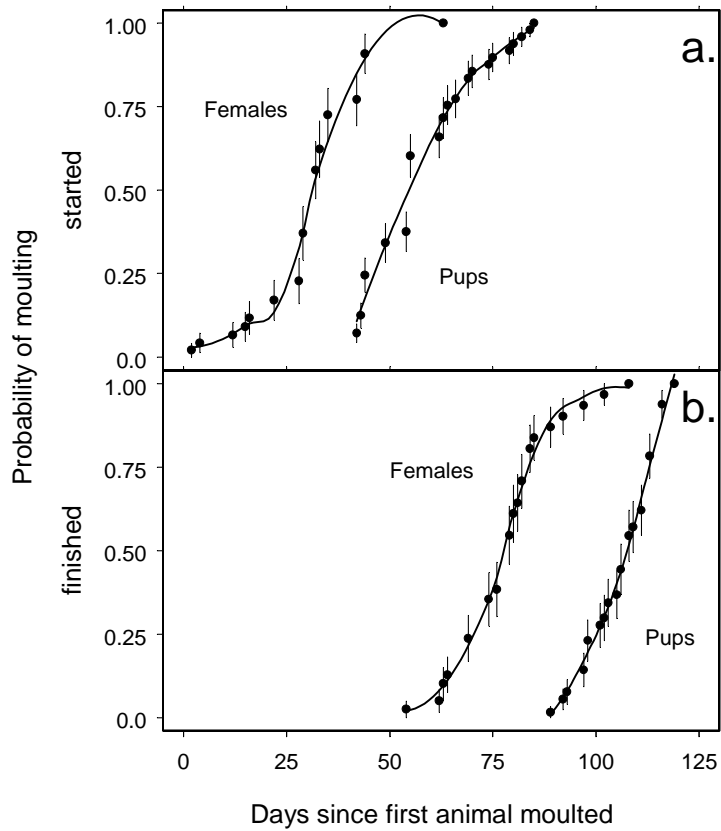 a.
1.00
0.75
0.50
0.25
0.0
Females
Pups
started
b.
1.00
0.75
0.50
0.25
0.0
Females
Pups
finished
Probability of moulting
0 25 50 75 100 125
Days since first animal moulted